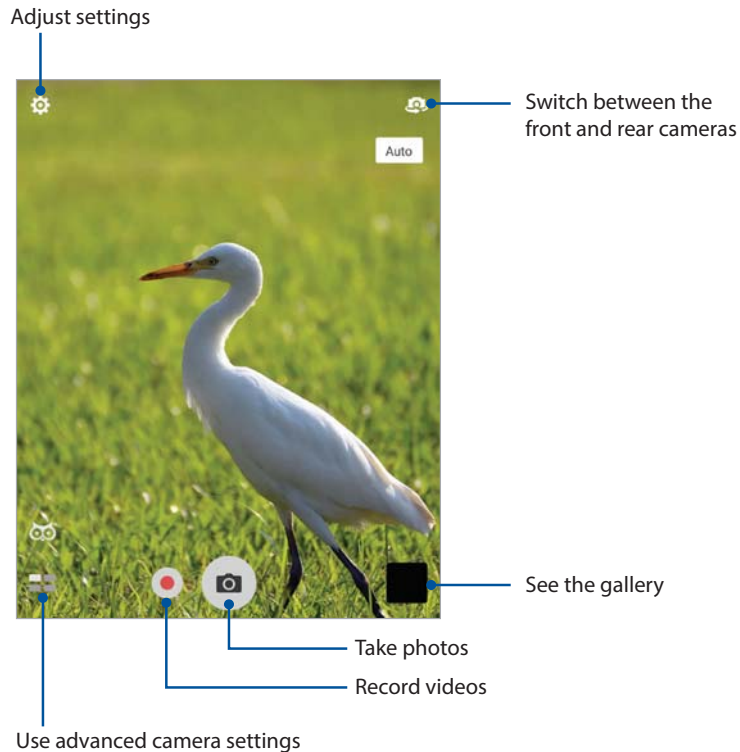 Adjust settings
Switch between the
front and rear cameras
Auto
See the gallery
Take photos
Record videos
Use advanced camera settings